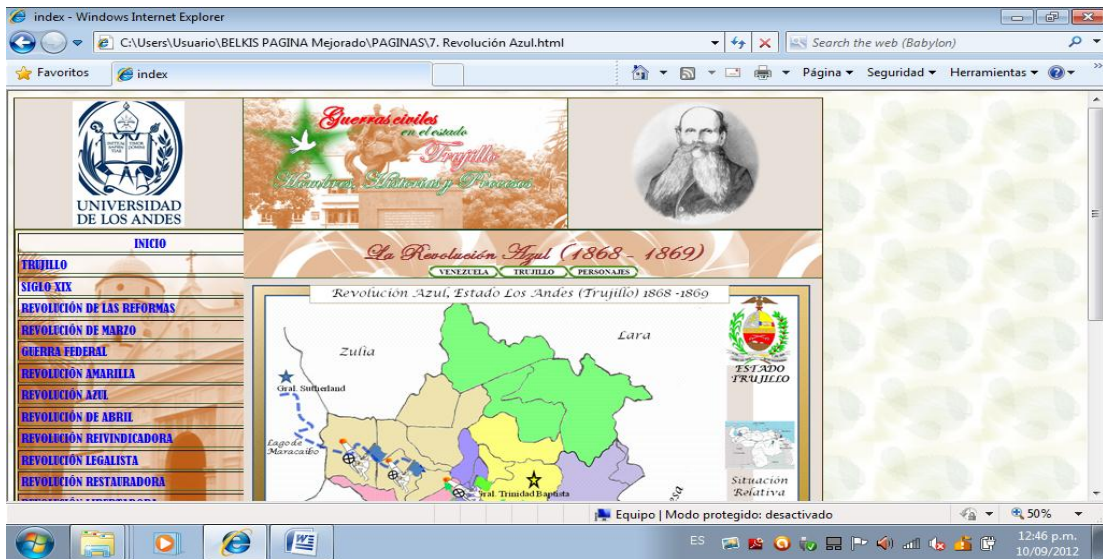 index - Windows Internet Explorer
C:\Users\Usuario\BELKIS PAGINA Mejorado\PAGINAS\7. Revolución Azul.html
Search the web (Babylon)
Favoritos
index
Página
Seguridad
Herramientas
UNIVERSIDAD
DE LOS ANDES
Guerras civiles
en el estado
Trujillo
Hombres, Historias y Procesos
INICIO
TRUJILLO
SIGLO XIX
REVOLUCIÓN DE LAS REFORMAS
REVOLUCIÓN DE MARZO
GUERRA FEDERAL
REVOLUCIÓN AMARILLA
REVOLUCIÓN AZUL
REVOLUCIÓN DE ABRIL
REVOLUCIÓN REIVINDICADORA
REVOLUCIÓN LEGALISTA
REVOLUCIÓN RESTAURADORA
La Revolución Azul (1868 - 1869)
VENEZUELA
TRUJILLO
PERSONAJES
Revolución Azul, Estado Los Andes (Trujillo) 1868 -1869
Zulia
Lara
Gral. Sutherland
Lago de
Maracaibo
Gral. Trinidad Baptista
ESTADO
TRUJILLO
Situación
Relativa
Equipo | Modo protegido: desactivado
50%
ES
12:46 p.m.
10/09/2012